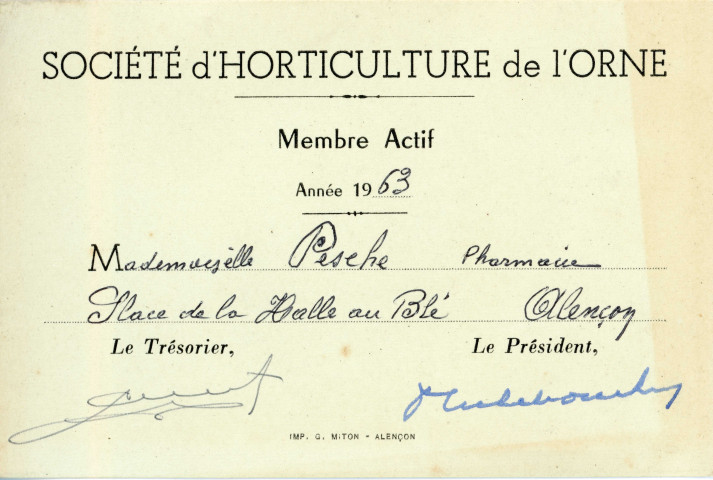 SOCIÉTÉ d'HORTICULTURE de l'ORNE
Membre Actif
Année 1963
Mademoiselle Pesche Pharmacie
Place de la Halle au Blé Alençon
Le Trésorier, Le Président,
IMP. G. MITON - ALENÇON